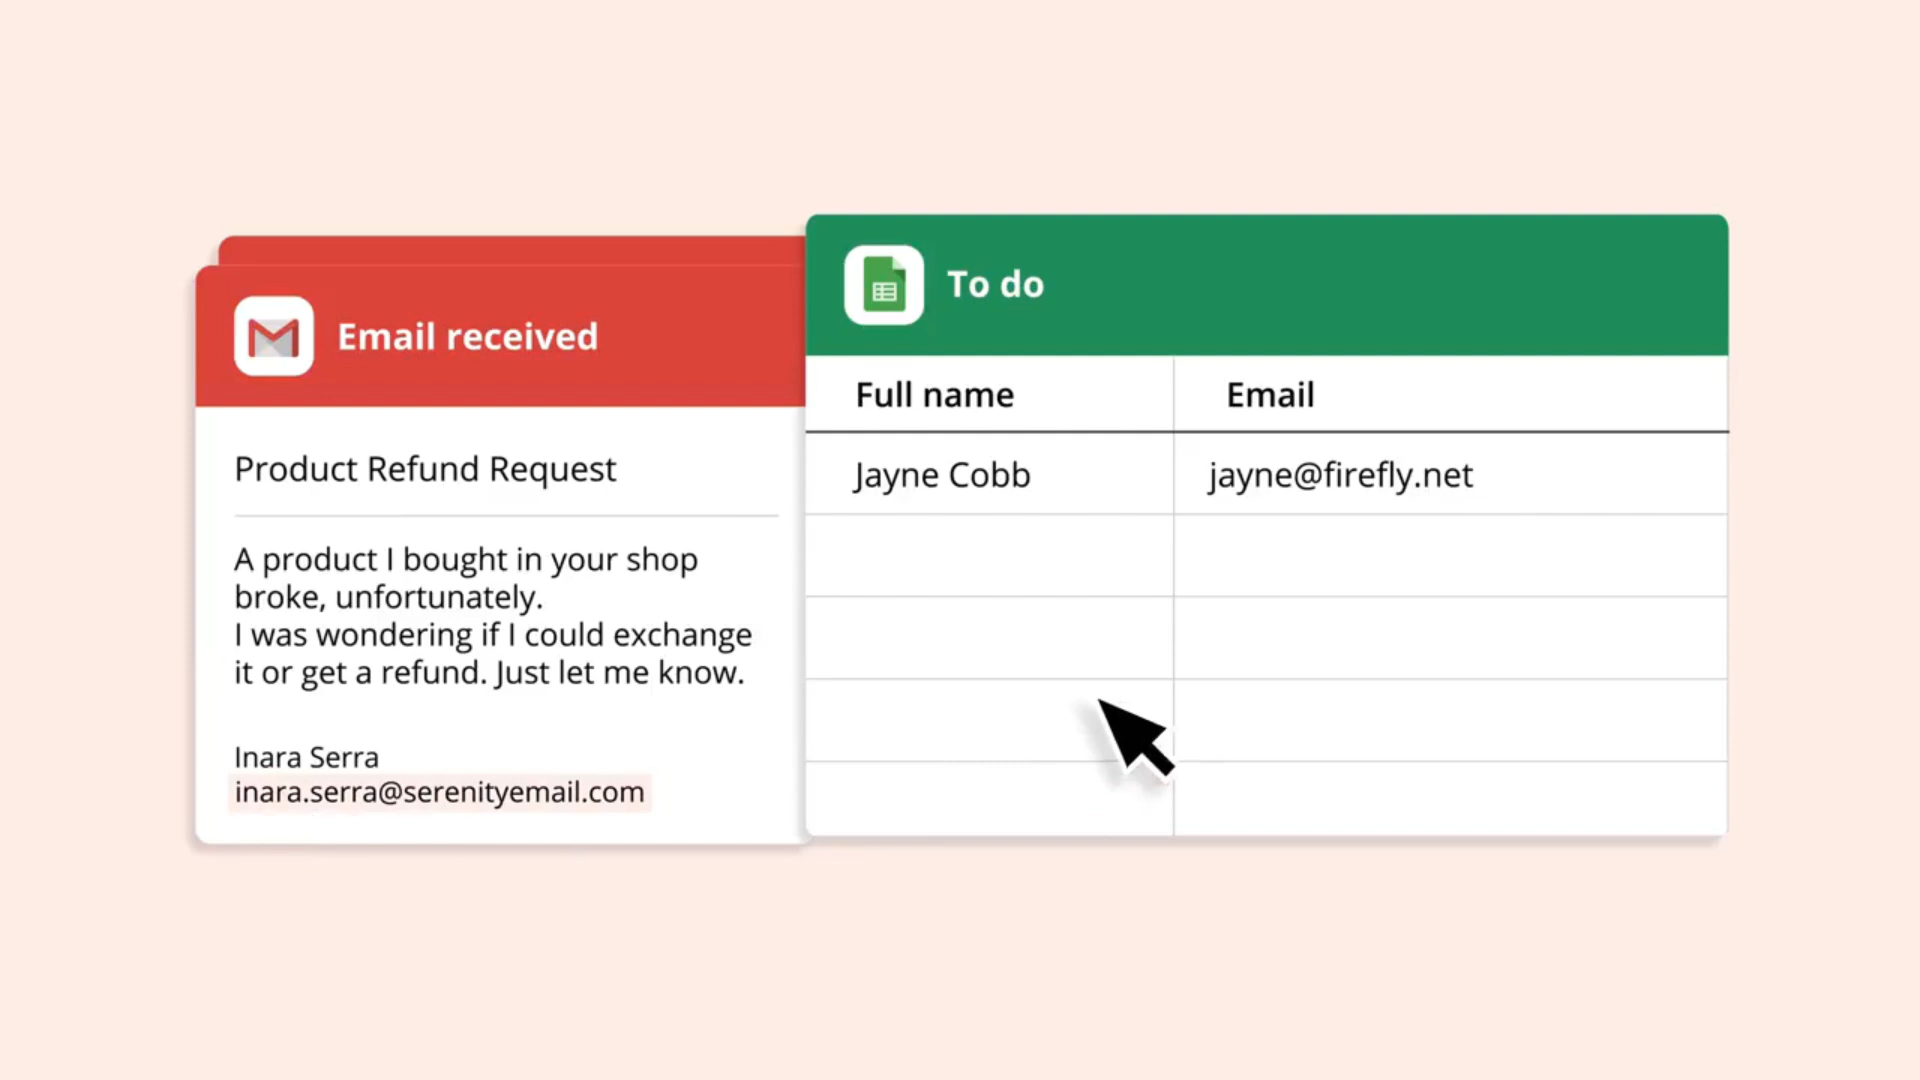 Email received
Product Refund Request
A product I bought in your shop
broke, unfortunately.
I was wondering if I could exchange
it or get a refund. Just let me know.
Inara Serra
inara.serra@serenityemail.com
To do
Full name Email
Jayne Cobb jayne@firefly.net